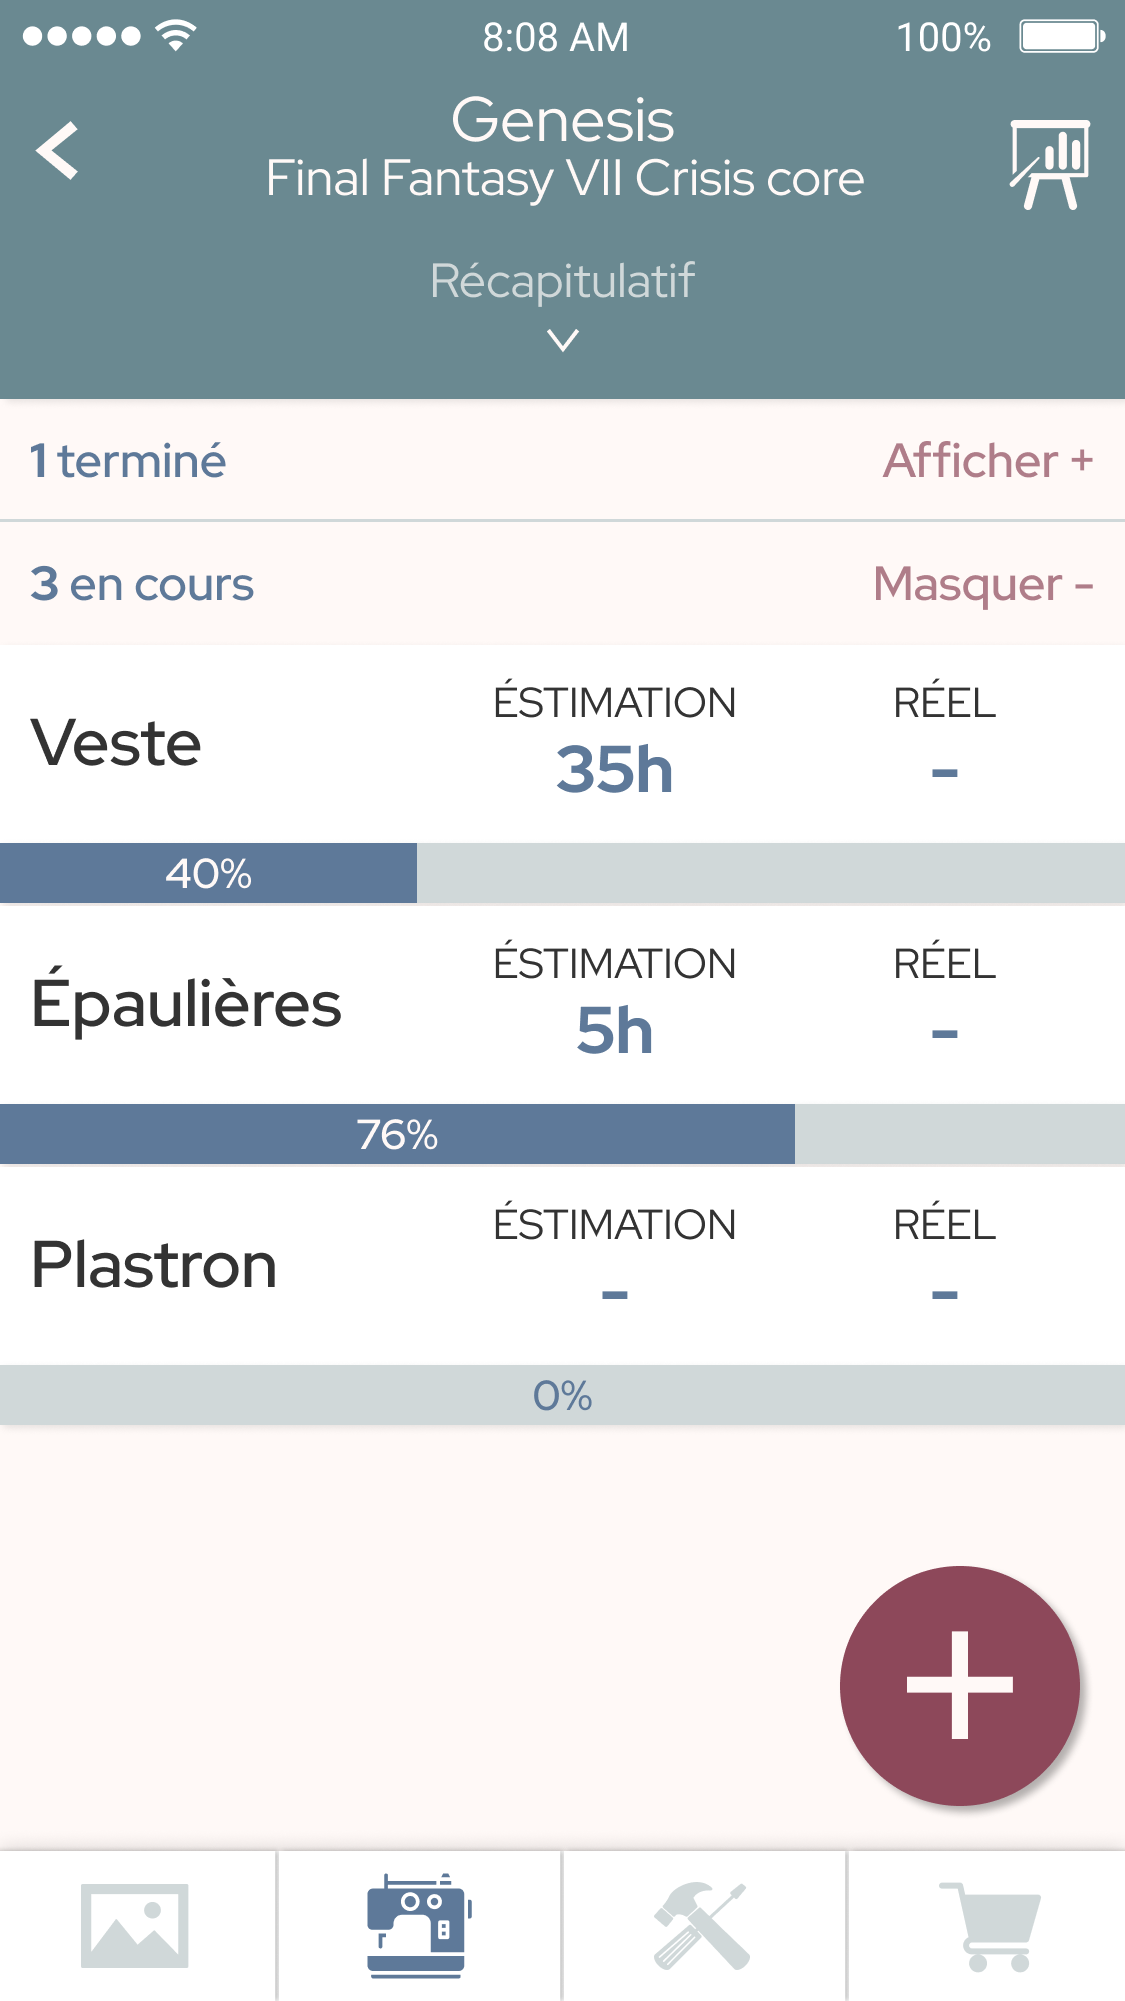 8:08 AM 100%
Genesis
Final Fantasy VII Crisis core
Récapitulatif
1 terminé Afficher +
3 en cours Masquer -
Veste ÉSTIMATION RÉEL
35h -
40%
Épaulières ÉSTIMATION RÉEL
5h -
76%
Plastron ÉSTIMATION RÉEL
- -
0%